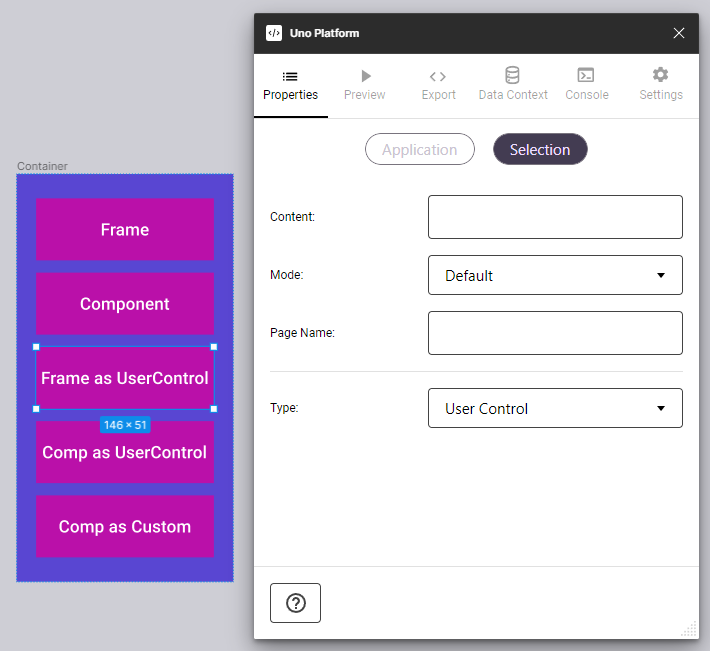 Uno Platform
Properties
Preview
Export
Data Context
Console
Settings
Application
Selection
Container
Frame
Component
Frame as UserControl
146 × 51
Comp as UserControl
Comp as Custom
Content:
Mode:
Default
Page Name:
Type:
User Control